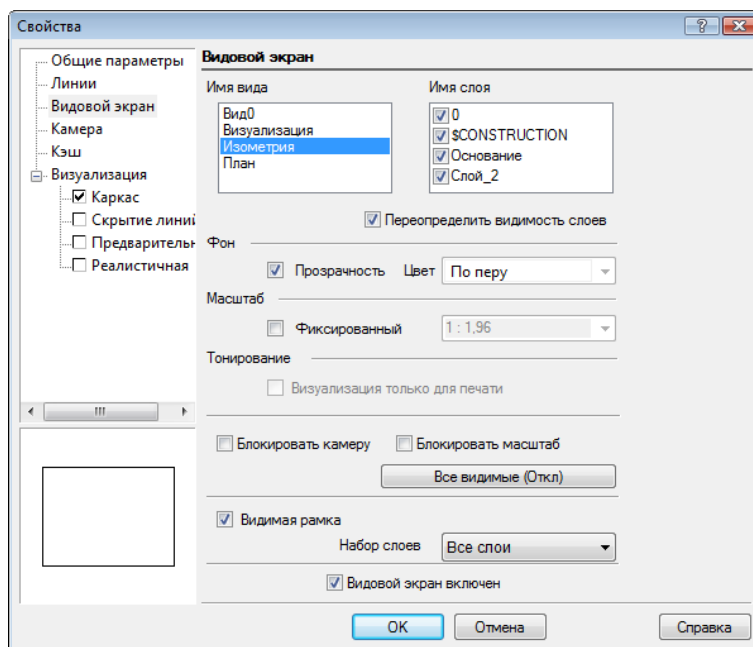 Свойства
Общие параметры
Линии
Видовой экран
Камера
Кэш
Визуализация
Каркас
Скрытие линий
Предварительн
Реалистичная
Видовой экран
Имя вида
Вид0
Визуализация
Изометрия
План
Имя слоя
0
$CONSTRUCTION
Основание
Слой_2
Переопределить видимость слоев
Фон
Прозрачность Цвет По перу
Масштаб
Фиксированный 1 : 1,96
Тонирование
Визуализация только для печати
Блокировать камеру Блокировать масштаб
Все видимые (Откл)
Видимая рамка
Набор слоев Все слои
Видовой экран включен
OK Отмена Справка